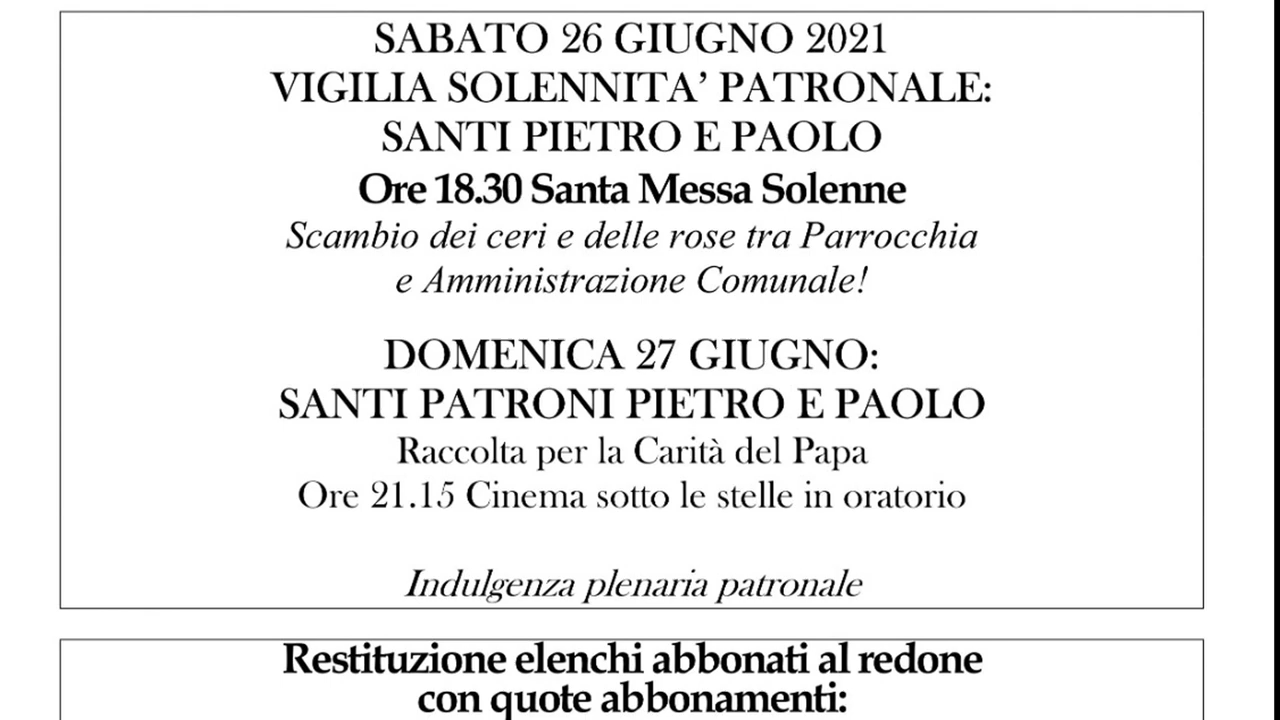 SABATO 26 GIUGNO 2021
VIGILIA SOLENNITA’ PATRONALE:
SANTI PIETRO E PAOLO
Ore 18.30 Santa Messa Solenne
Scambio dei ceri e delle rose tra Parrocchia
e Amministrazione Comunale!
DOMENICA 27 GIUGNO:
SANTI PATRONI PIETRO E PAOLO
Raccolta per la Carità del Papa
Ore 21.15 Cinema sotto le stelle in oratorio
Indulgenza plenaria patronale
Restituzione elenchi abbonati al redone
con quote abbonamenti: